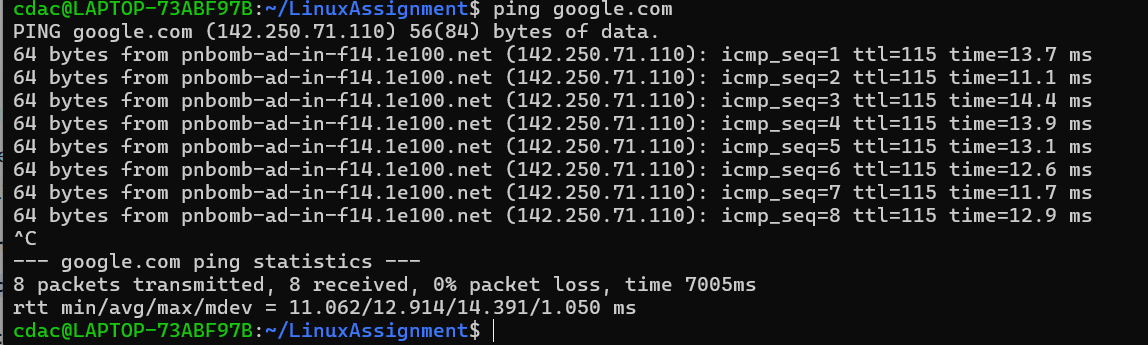 cdac@LAPTOP-73ABF97B:~/LinuxAssignment$ ping google.com
PING google.com (142.250.71.110) 56(84) bytes of data.
64 bytes from pnbomb-ad-in-f14.1e100.net (142.250.71.110): icmp_seq=1 ttl=115 time=13.7 ms
64 bytes from pnbomb-ad-in-f14.1e100.net (142.250.71.110): icmp_seq=2 ttl=115 time=11.1 ms
64 bytes from pnbomb-ad-in-f14.1e100.net (142.250.71.110): icmp_seq=3 ttl=115 time=14.4 ms
64 bytes from pnbomb-ad-in-f14.1e100.net (142.250.71.110): icmp_seq=4 ttl=115 time=13.9 ms
64 bytes from pnbomb-ad-in-f14.1e100.net (142.250.71.110): icmp_seq=5 ttl=115 time=13.1 ms
64 bytes from pnbomb-ad-in-f14.1e100.net (142.250.71.110): icmp_seq=6 ttl=115 time=12.6 ms
64 bytes from pnbomb-ad-in-f14.1e100.net (142.250.71.110): icmp_seq=7 ttl=115 time=11.7 ms
64 bytes from pnbomb-ad-in-f14.1e100.net (142.250.71.110): icmp_seq=8 ttl=115 time=12.9 ms
^C
--- google.com ping statistics ---
8 packets transmitted, 8 received, 0% packet loss, time 7005ms
rtt min/avg/max/mdev = 11.062/12.914/14.391/1.050 ms
cdac@LAPTOP-73ABF97B:~/LinuxAssignment$